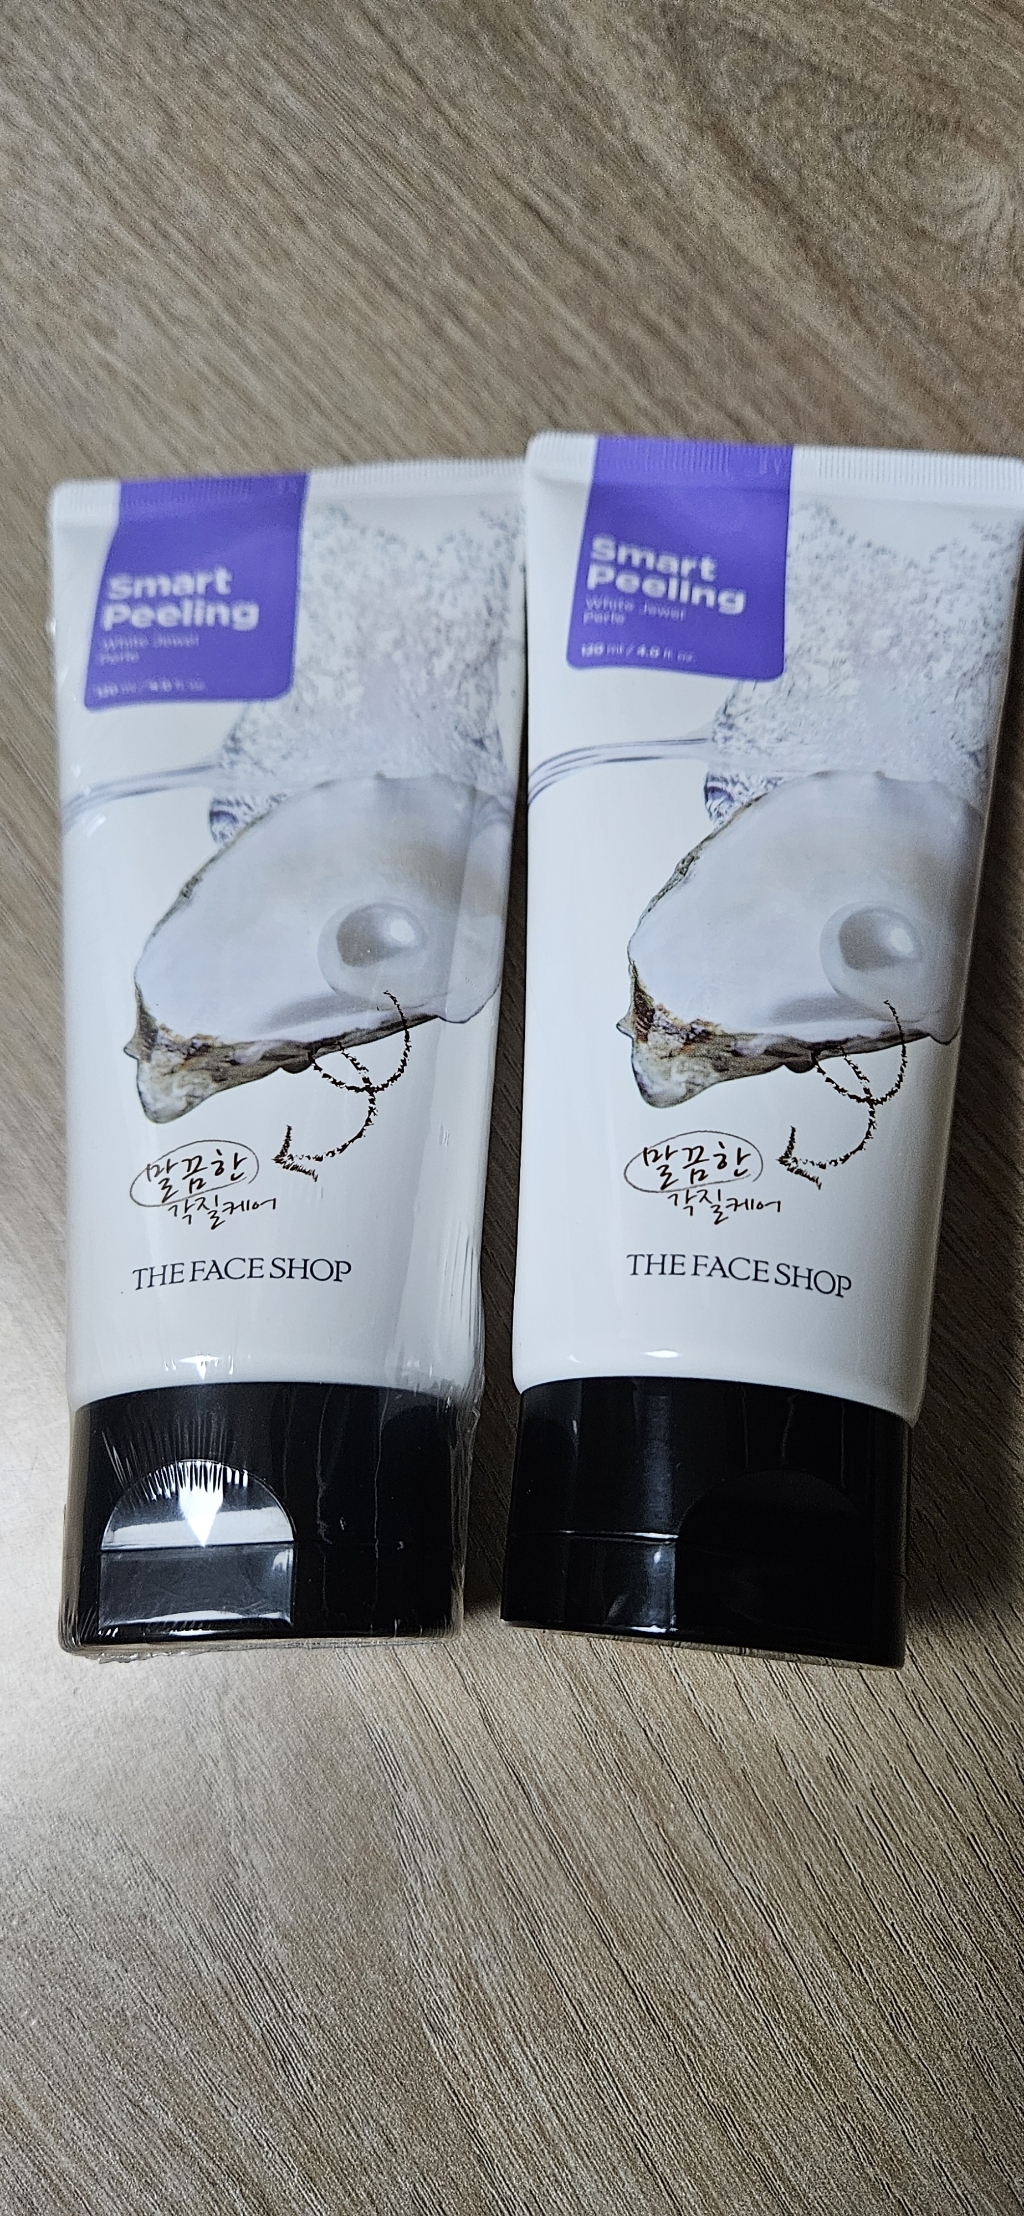 Smart
Peeling
White Jewel
Perle
120 ml / 4.0 fl. oz.
말끔한
각질케어
THE FACE SHOP
Smart
Peeling
White Jewel
Perle
120 ml / 4.0 fl. oz.
말끔한
각질케어
THE FACE SHOP